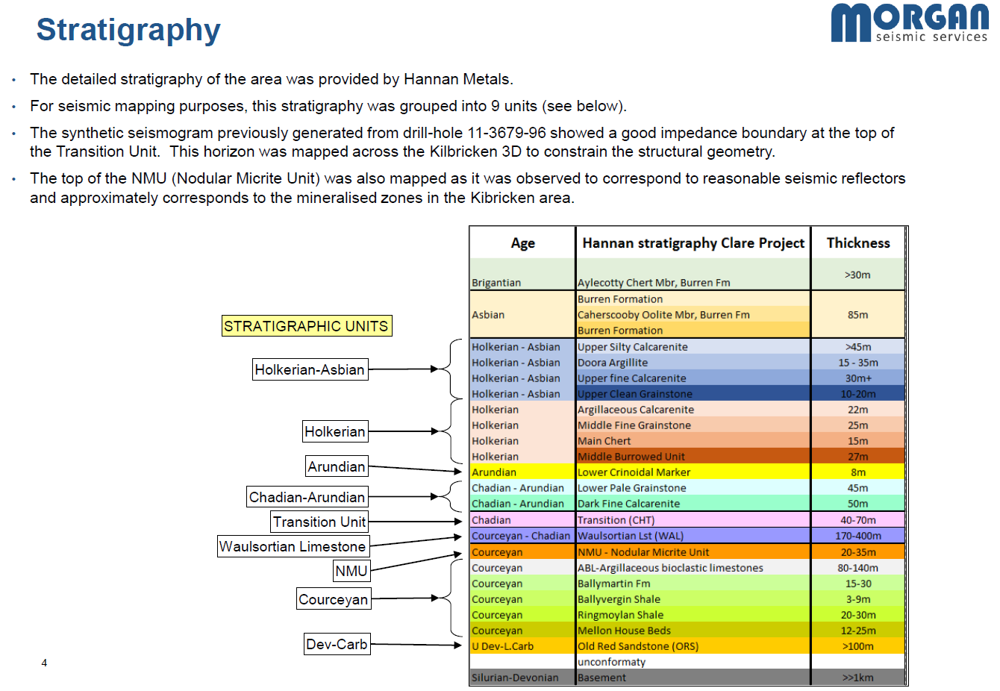 Stratigraphy
MORGAN
seismic services
• The detailed stratigraphy of the area was provided by Hannan Metals.
• For seismic mapping purposes, this stratigraphy was grouped into 9 units (see below).
• The synthetic seismogram previously generated from drill-hole 11-3679-96 showed a good impedance boundary at the top of
the Transition Unit. This horizon was mapped across the Kilbricken 3D to constrain the structural geometry.
• The top of the NMU (Nodular Micrite Unit) was also mapped as it was observed to correspond to reasonable seismic reflectors
and approximately corresponds to the mineralised zones in the Kibricken area.
STRATIGRAPHIC UNITS
Holkerian-Asbian
Holkerian
Arundian
Chadian-Arundian
Transition Unit
Waulsortian Limestone
NMU
Courceyan
Dev-Carb
Age Hannan stratigraphy Clare Project Thickness
Brigantian Aylecotty Chert Mbr, Burren Fm >30m
Burren Formation
Asbian Caherscooby Oolite Mbr, Burren Fm 85m
Burren Formation
Holkerian - Asbian Upper Silty Calcarenite >45m
Holkerian - Asbian Doora Argillite 15 - 35m
Holkerian - Asbian Upper fine Calcarenite 30m+
Holkerian - Asbian Upper Clean Grainstone 10-20m
Holkerian Argillaceous Calcarenite 22m
Holkerian Middle Fine Grainstone 25m
Holkerian Main Chert 15m
Holkerian Middle Burrowed Unit 27m
Arundian Lower Crinoidal Marker 8m
Chadian - Arundian Lower Pale Grainstone 45m
Chadian - Arundian Dark Fine Calcarenite 50m
Chadian Transition (CHT) 40-70m
Courceyan - Chadian Waulsortian Lst (WAL) 170-400m
Courceyan NMU - Nodular Micrite Unit 20-35m
Courceyan ABL-Argillaceous bioclastic limestones 80-140m
Courceyan Ballymartin Fm 15-30
Courceyan Ballyvergin Shale 3-9m
Courceyan Ringmoylan Shale 20-30m
Courceyan Mellon House Beds 12-25m
U Dev-L.Carb Old Red Sandstone (ORS) >100m
unconformaty
Silurian-Devonian Basement >>1km
4